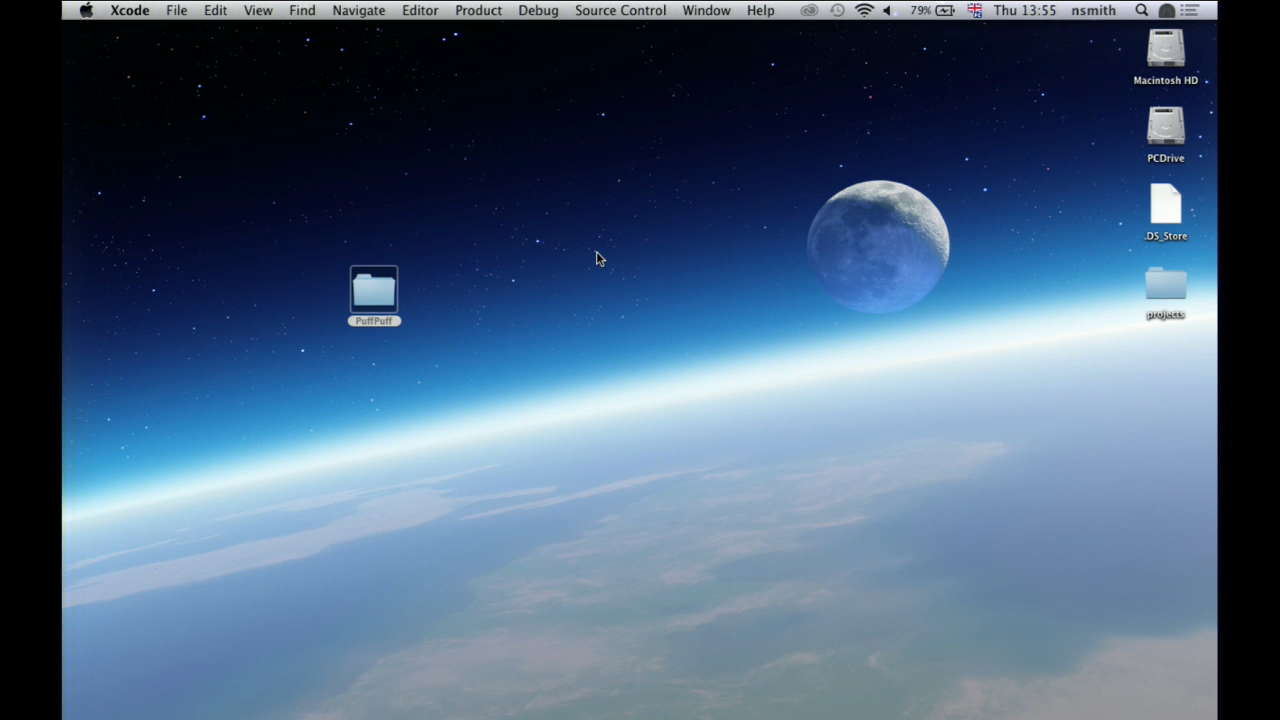 Xcode File Edit View Find Navigate Editor Product Debug Source Control Window Help 79% Thu 13:55 nsmith
Macintosh HD
PCDrive
.DS_Store
projects
PuffPuff